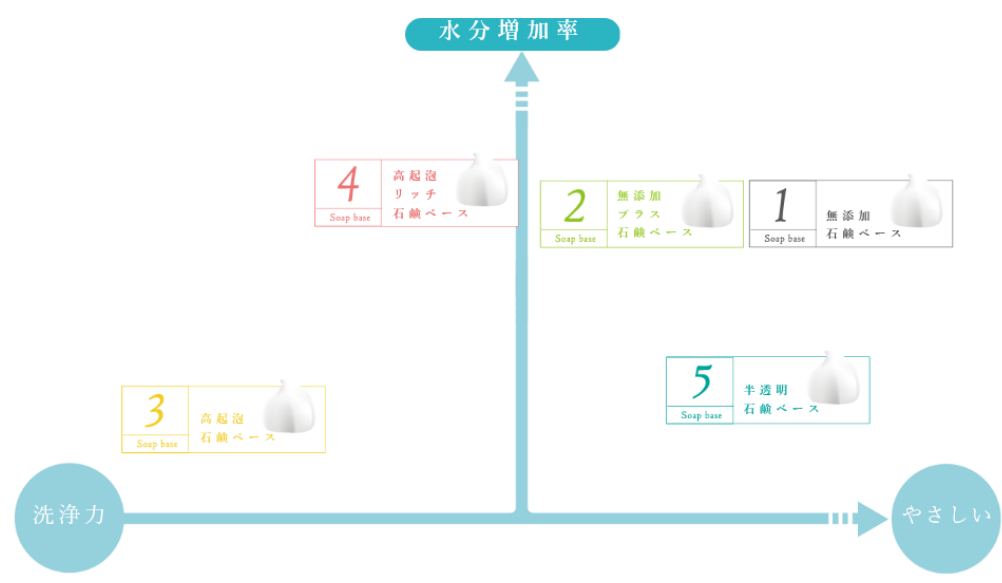 水分増加率
4
Soap base
高起泡
リッチ
石鹸ベース
2
Soap base
無添加
プラス
石鹸ベース
1
Soap base
無添加
石鹸ベース
3
Soap base
高起泡
石鹸ベース
5
Soap base
半透明
石鹸ベース
洗浄力
やさしい